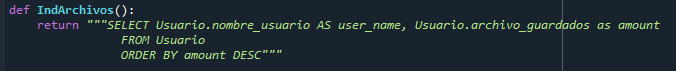 def IndArchivos():
    return """SELECT Usuario.nombre_usuario AS user_name, Usuario.archivo_guardados as amount
            FROM Usuario
            ORDER BY amount DESC"""